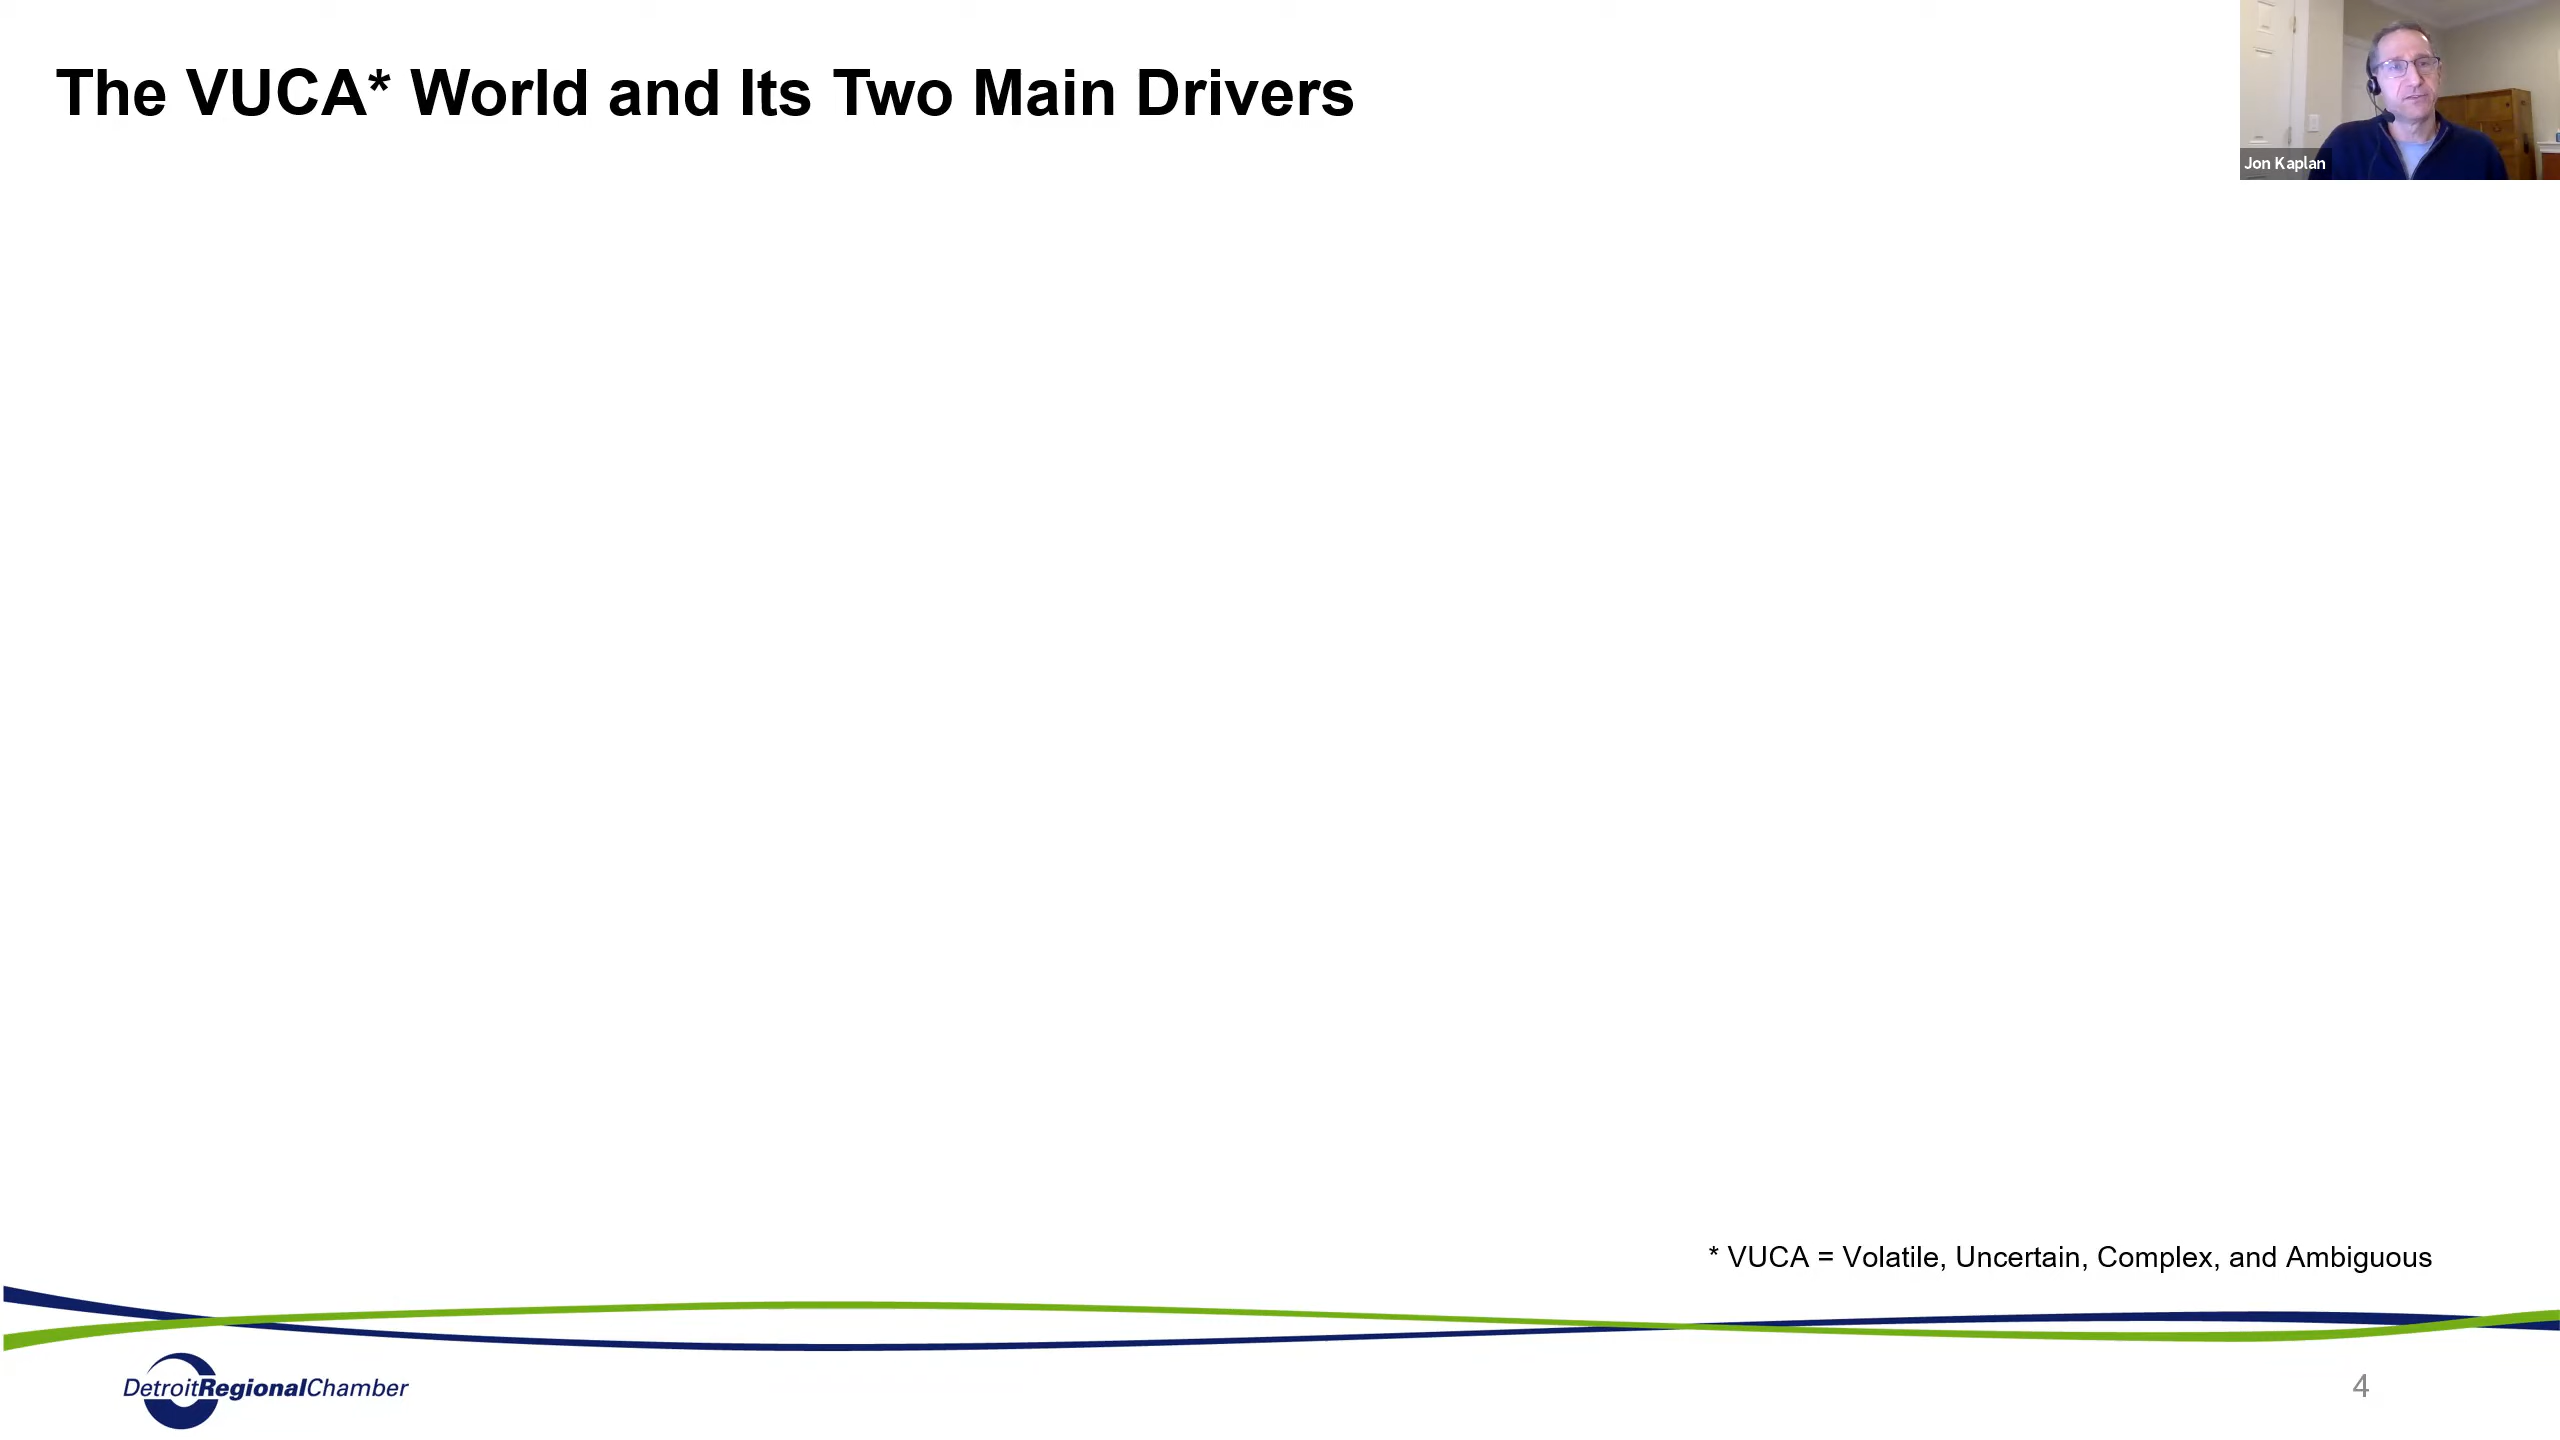 The VUCA* World and Its Two Main Drivers
Jon Kaplan
* VUCA = Volatile, Uncertain, Complex, and Ambiguous
DetroitRegionalChamber
4